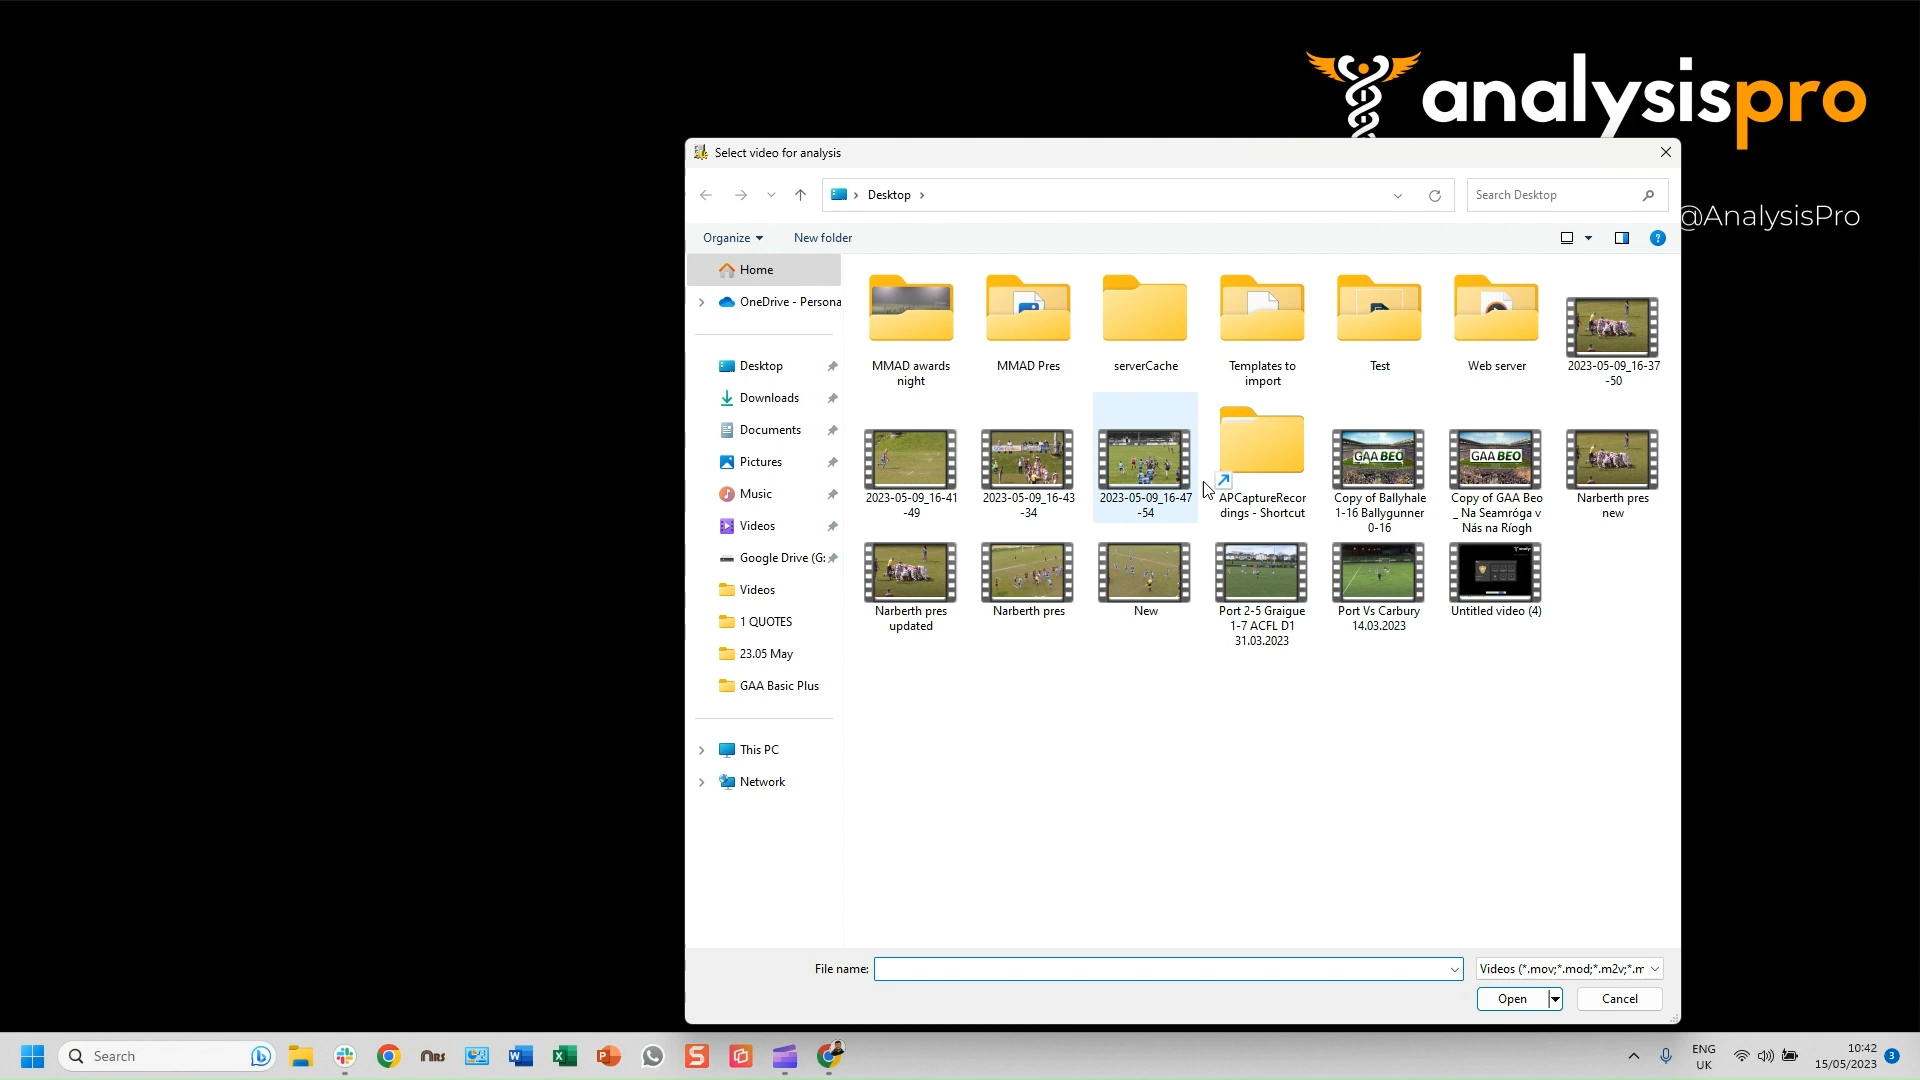 analysispro
@AnalysisPro
Select video for analysis
Desktop
Search Desktop
Organize
New folder
?
Home
OneDrive - Persona
Desktop
Downloads
Documents
Pictures
Music
Videos
Google Drive (G:
Videos
1 QUOTES
23.05 May
GAA Basic Plus
This PC
Network
MMAD awards
night
MMAD Pres
serverCache
Templates to
import
Test
Web server
2023-05-09_16-37
-50
2023-05-09_16-41
-49
2023-05-09_16-43
-34
2023-05-09_16-47
-54
APCaptureRecor
dings - Shortcut
GAA BEO
Copy of Ballyhale
1-16 Ballygunner
0-16
GAA BEO
Copy of GAA Beo
_ Na Seamróga v
Nás na Ríogh
Narberth pres
new
Narberth pres
updated
Narberth pres
New
Port 2-5 Graigue
1-7 ACFL D1
31.03.2023
Port Vs Carbury
14.03.2023
Untitled video (4)
File name:
Videos (*.mov;*.mod;*.m2v;*.m
Open
Cancel
Search
ENG
UK
10:42
15/05/2023
3